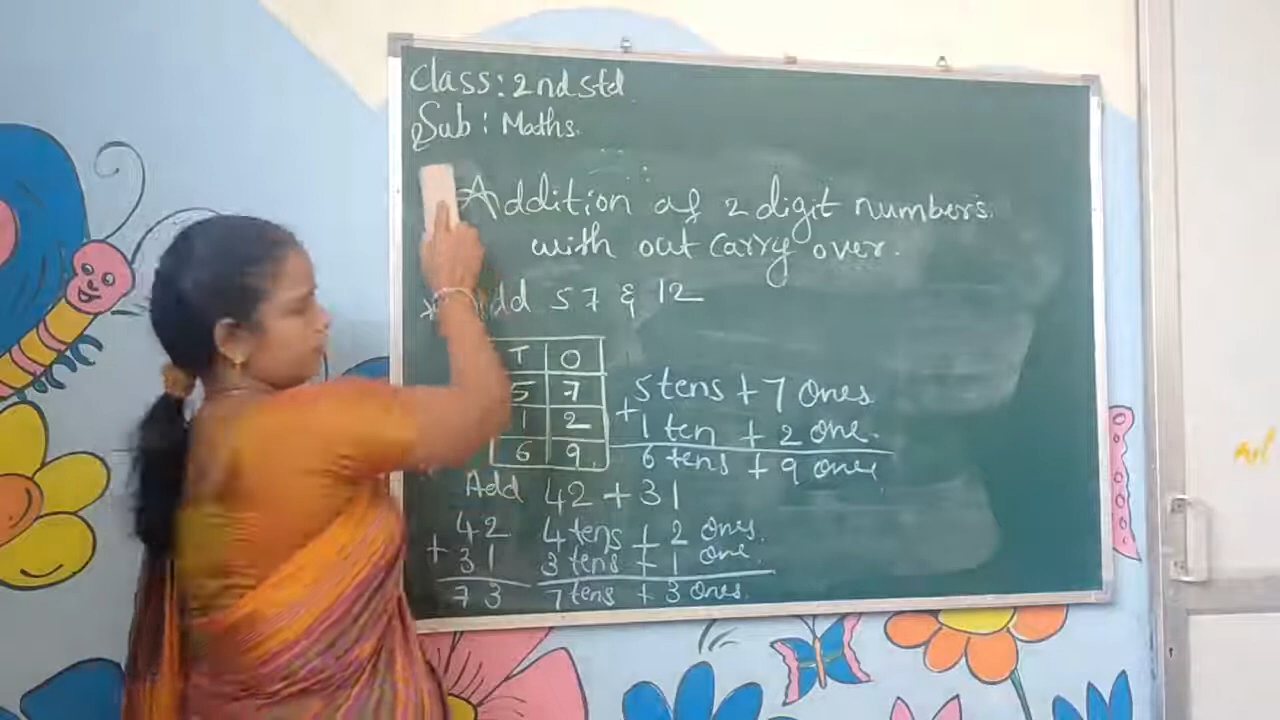 Class: 2nd std
Sub: Maths.
Addition of 2 digit numbers.
with out carry over.
* Add 57 & 12
T O
5 7
1 2
6 9
5 tens + 7 Ones
+ 1 ten + 2 one.
6 tens + 9 ones
Add 42 + 31
42
+ 31
73
4 tens + 2 Ones.
3 tens + 1 one
7 tens + 3 Ones.